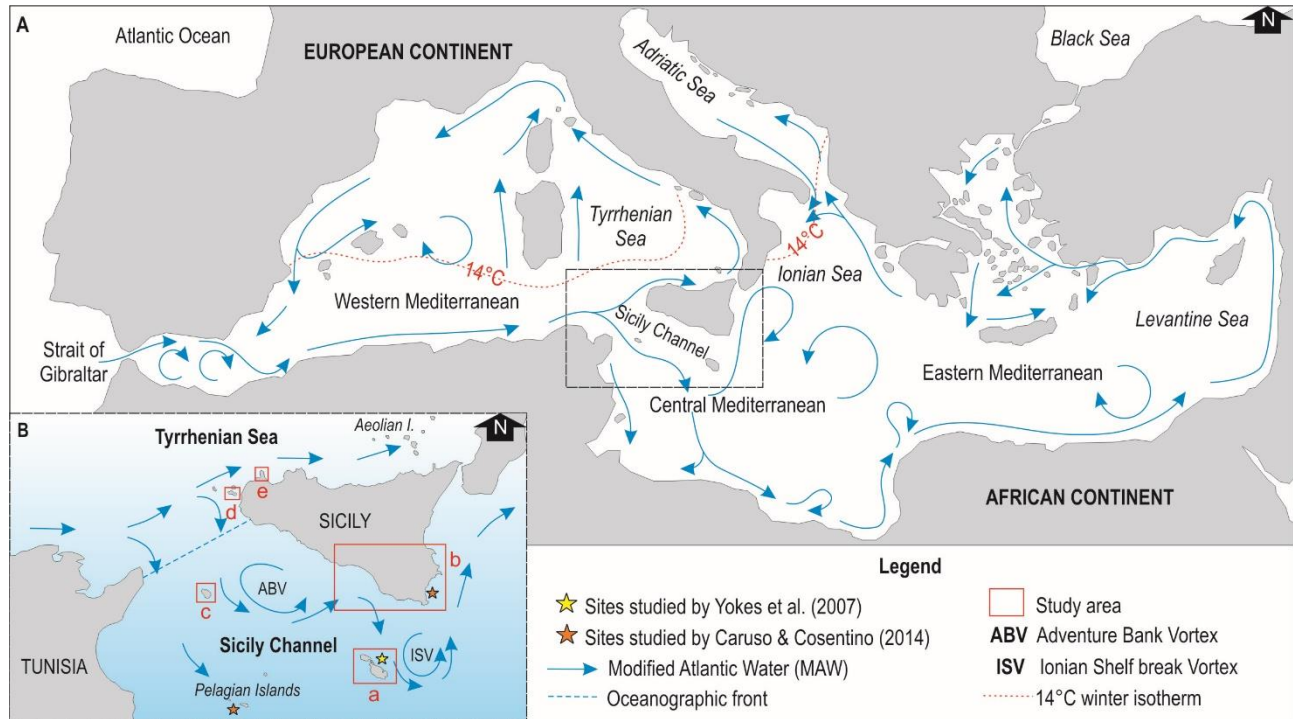 A
N
Atlantic Ocean
EUROPEAN CONTINENT
Adriatic Sea
Black Sea
Tyrrhenian
Sea
14°C
14°C
Ionian Sea
Western Mediterranean
Sicily Channel
Levantine Sea
Strait of
Gibraltar
Eastern Mediterranean
Central Mediterranean
AFRICAN CONTINENT
B
N
Tyrrhenian Sea
Aeolian I.
e
d
SICILY
b
ABV
c
Sicily Channel
ISV
TUNISIA
Pelagian Islands
a
Legend
Sites studied by Yokes et al. (2007)
Sites studied by Caruso & Cosentino (2014)
Modified Atlantic Water (MAW)
Oceanographic front
Study area
ABV Adventure Bank Vortex
ISV Ionian Shelf break Vortex
14°C winter isotherm